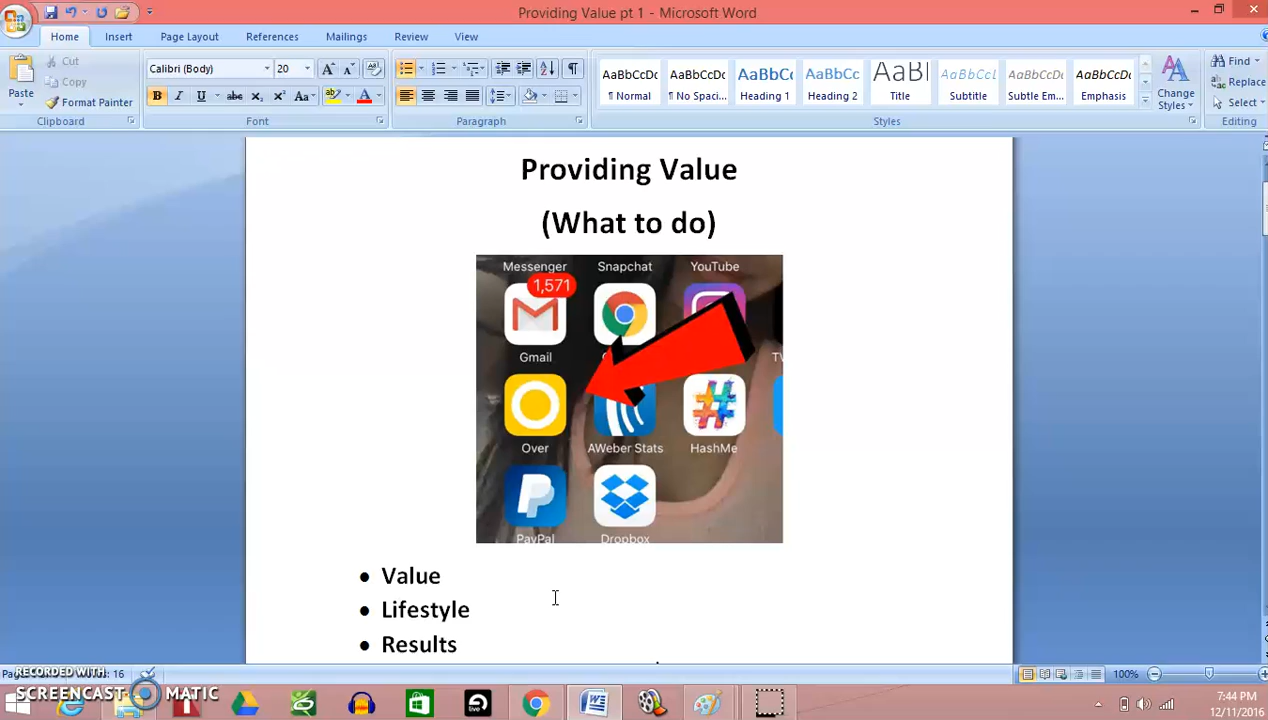 Providing Value pt 1 - Microsoft Word
Home Insert Page Layout References Mailings Review View
Paste
Cut
Copy
Format Painter
Clipboard
Calibri (Body) 20
Font
Paragraph
AaBbCcDc AaBbCcDc AaBbC AaBbCc AaBl AaBbCcL AaBbCcDc AaBbCcDc
¶ Normal ¶ No Spaci... Heading 1 Heading 2 Title Subtitle Subtle Em... Emphasis
Change
Styles
Styles
Find
Replace
Select
Editing
Providing Value
(What to do)
Messenger Snapchat YouTube
1,571
Gmail
Over AWeber Stats HashMe
PayPal Dropbox
• Value
• Lifestyle
• Results
16
100%
RECORDED WITH
SCREENCAST MATIC
live
7:44 PM
12/11/2016